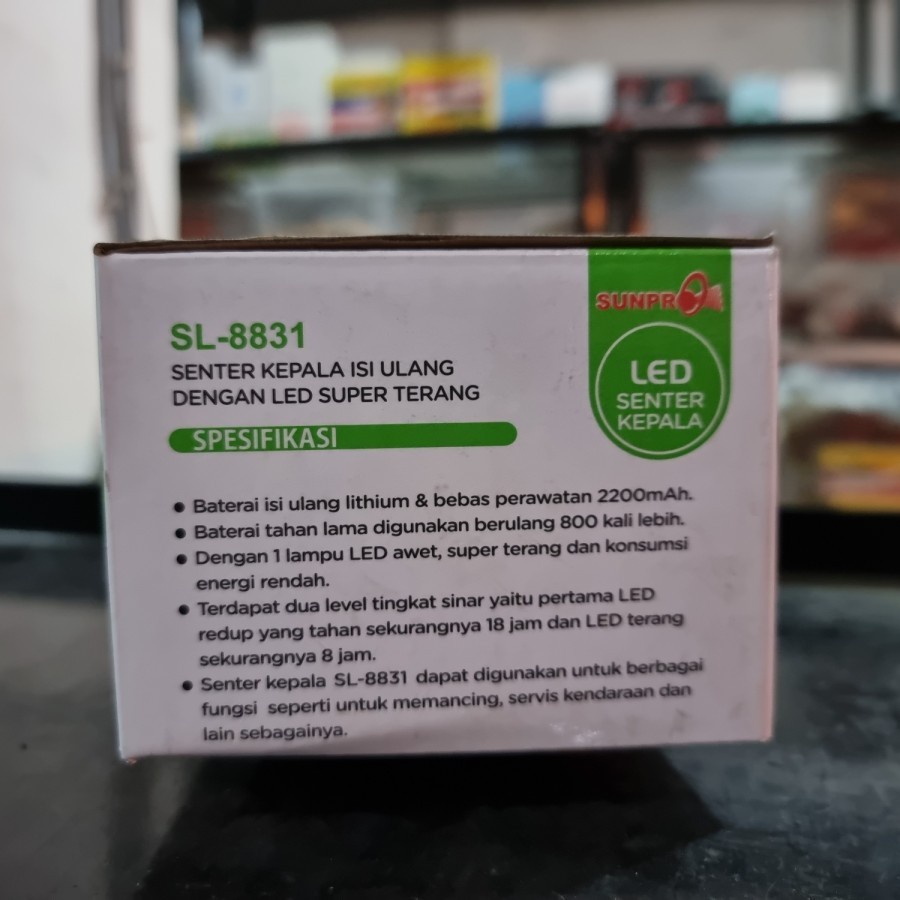 SUNPRO
LED
SENTER
KEPALA
SL-8831
SENTER KEPALA ISI ULANG
DENGAN LED SUPER TERANG
SPESIFIKASI
• Baterai isi ulang lithium & bebas perawatan 2200mAh.
• Baterai tahan lama digunakan berulang 800 kali lebih.
• Dengan 1 lampu LED awet, super terang dan konsumsi
energi rendah.
• Terdapat dua level tingkat sinar yaitu pertama LED
redup yang tahan sekurangnya 18 jam dan LED terang
sekurangnya 8 jam.
• Senter kepala SL-8831 dapat digunakan untuk berbagai
fungsi seperti untuk memancing, servis kendaraan dan
lain sebagainya.